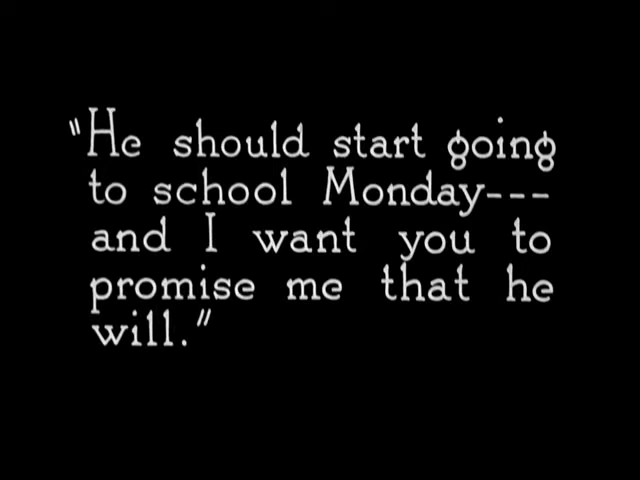 "He should start going
to school Monday---
and I want you to
promise me that he
will."